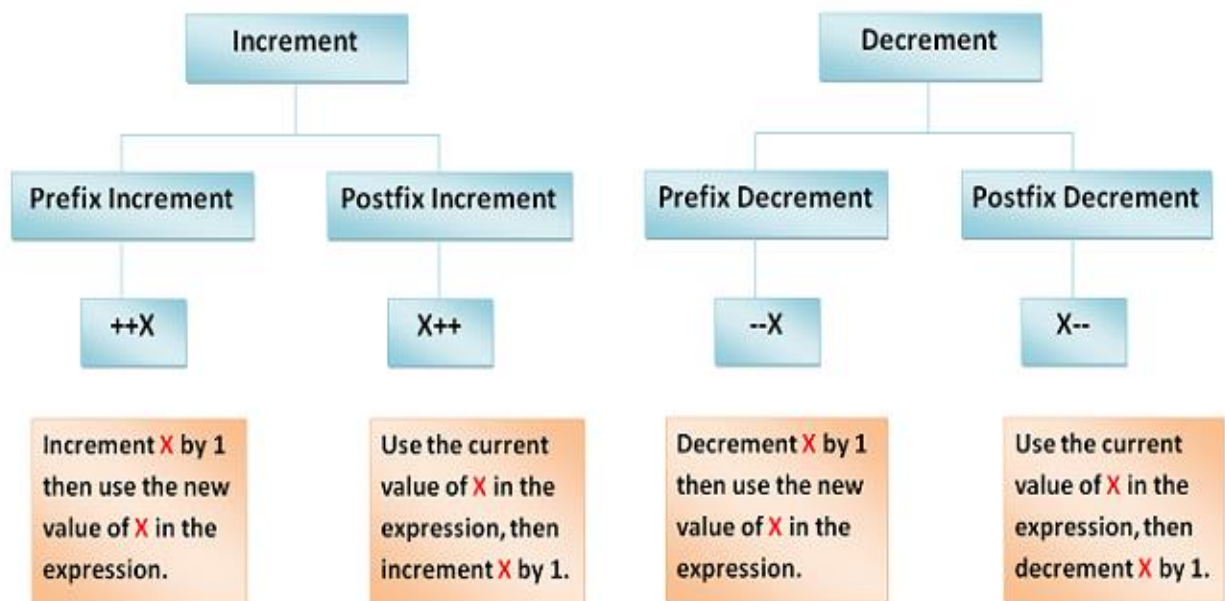 Increment
Decrement
Prefix Increment
Postfix Increment
Prefix Decrement
Postfix Decrement
++X
X++
--X
X--
Increment X by 1
then use the new
value of X in the
expression.
Use the current
value of X in the
expression, then
increment X by 1.
Decrement X by 1
then use the new
value of X in the
expression.
Use the current
value of X in the
expression, then
decrement X by 1.